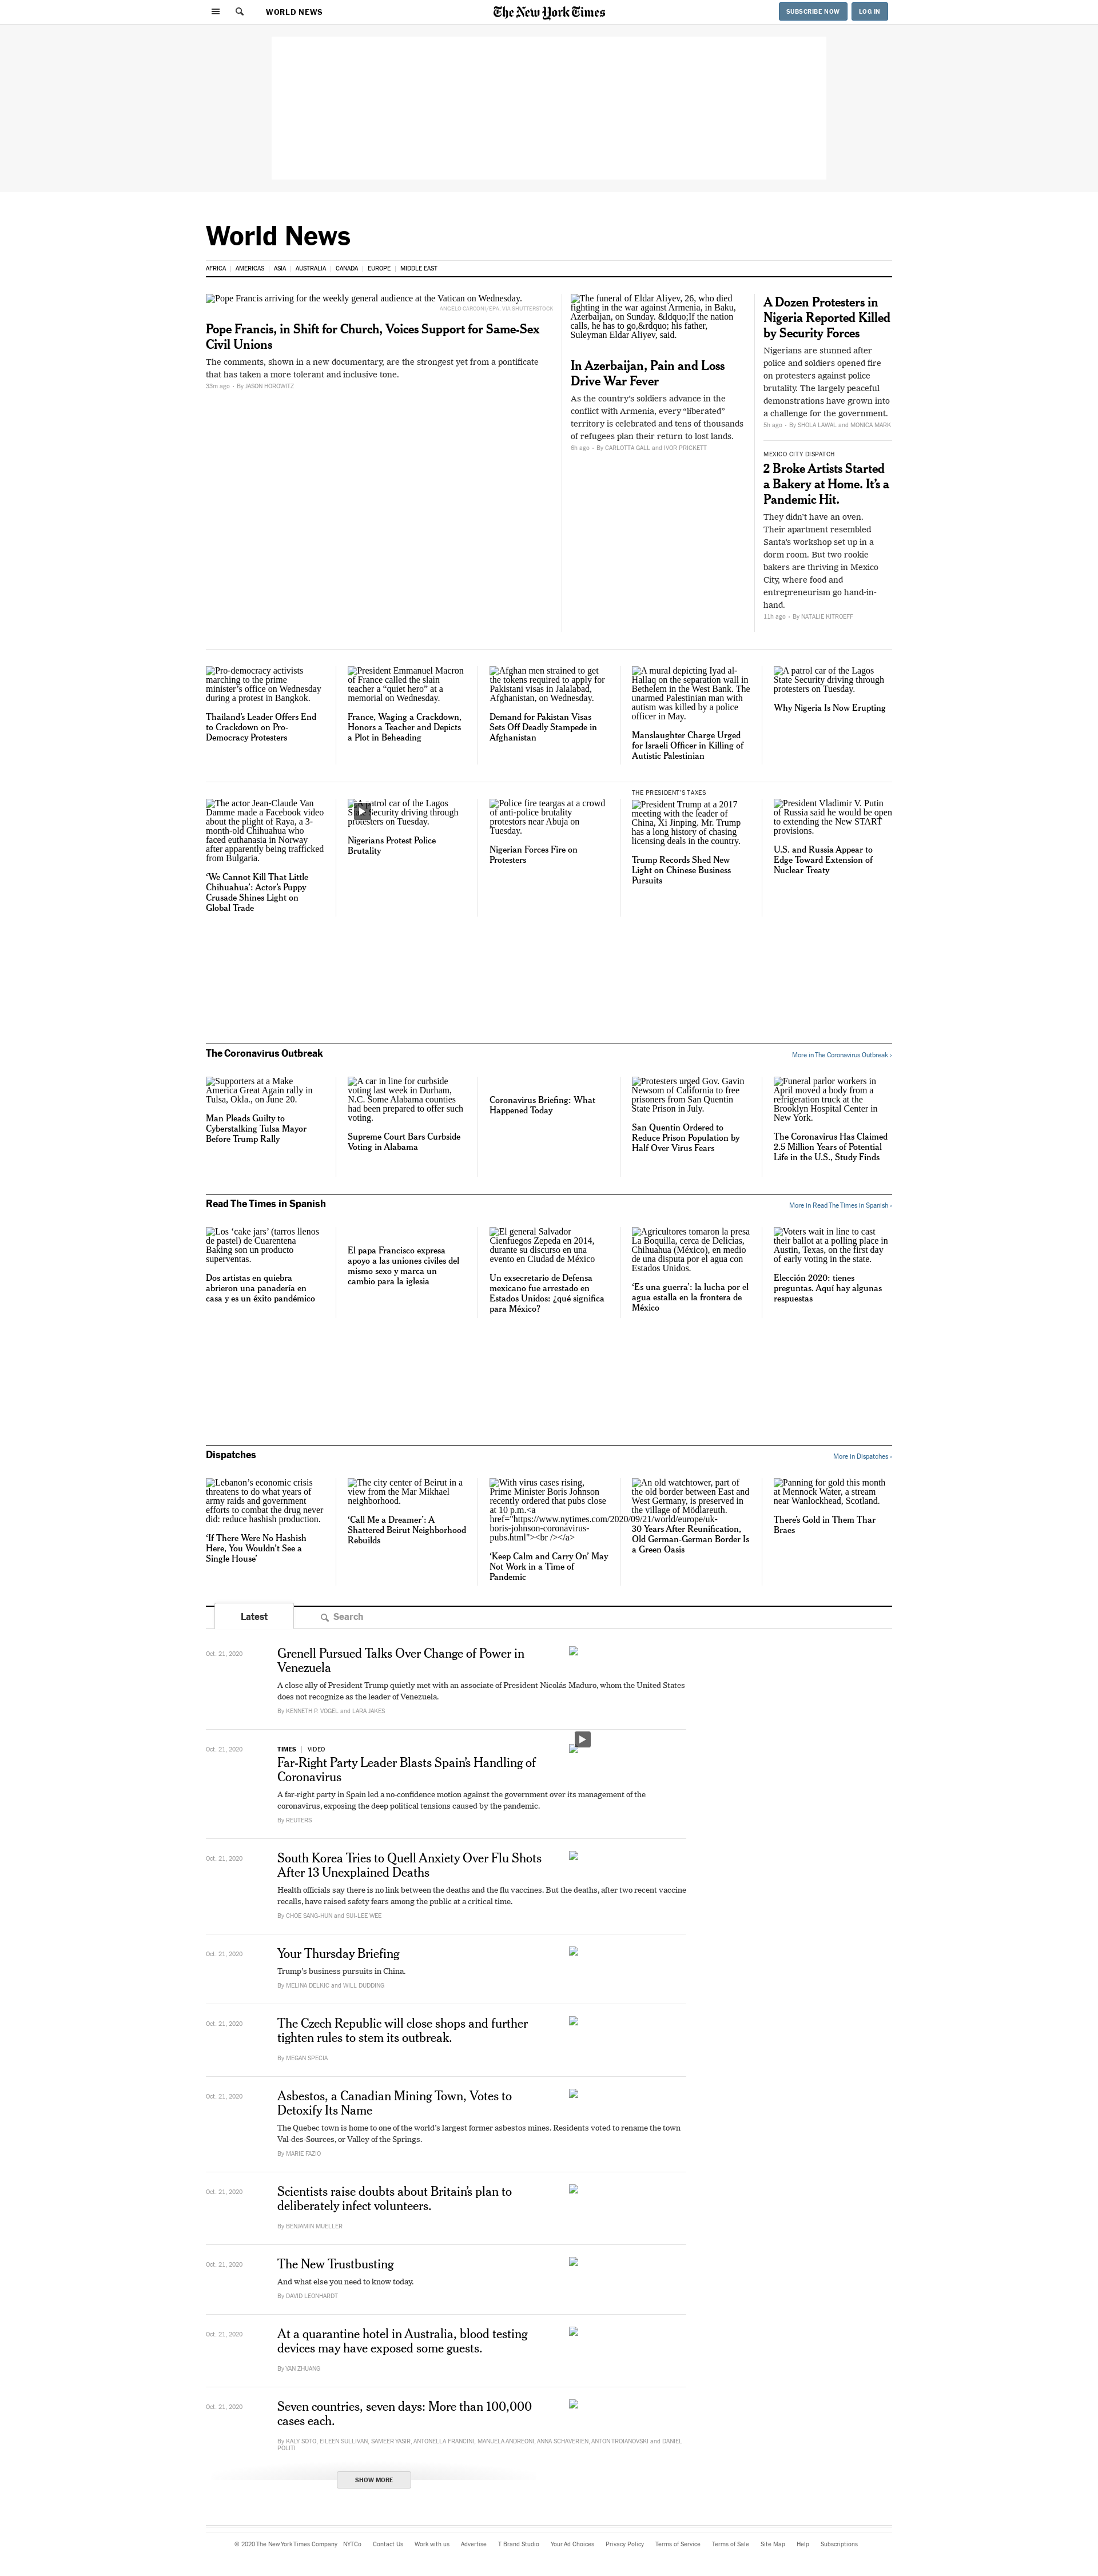 WORLD NEWS
The New York Times
SUBSCRIBE NOW
LOG IN
World News
AFRICA | AMERICAS | ASIA | AUSTRALIA | CANADA | EUROPE | MIDDLE EAST
Pope Francis arriving for the weekly general audience at the Vatican on Wednesday.
ANGELO CARCONI/EPA, VIA SHUTTERSTOCK
Pope Francis, in Shift for Church, Voices Support for Same-Sex
Civil Unions
The comments, shown in a new documentary, are the strongest yet from a pontificate
that has taken a more tolerant and inclusive tone.
33m ago - By JASON HOROWITZ
The funeral of Eldar Aliyev, 26, who died
fighting in the war against Armenia, in Baku,
Azerbaijan, on Sunday. &ldquo;If the nation
calls, he has to go,&rdquo; his father,
Suleyman Eldar Aliyev, said.
In Azerbaijan, Pain and Loss
Drive War Fever
As the country's soldiers advance in the
conflict with Armenia, every “liberated”
territory is celebrated and tens of thousands
of refugees plan their return to lost lands.
6h ago - By CARLOTTA GALL and IVOR PRICKETT
A Dozen Protesters in
Nigeria Reported Killed
by Security Forces
Nigerians are stunned after
police and soldiers opened fire
on protesters against police
brutality. The largely peaceful
demonstrations have grown into
a challenge for the government.
5h ago - By SHOLA LAWAL and MONICA MARK
MEXICO CITY DISPATCH
2 Broke Artists Started
a Bakery at Home. It’s a
Pandemic Hit.
They didn’t have an oven.
Their apartment resembled
Santa’s workshop set up in a
dorm room. But two rookie
bakers are thriving in Mexico
City, where food and
entrepreneurism go hand-in-
hand.
11h ago - By NATALIE KITROEFF
Pro-democracy activists
marching to the prime
minister’s office on Wednesday
during a protest in Bangkok.
Thailand’s Leader Offers End
to Crackdown on Pro-
Democracy Protesters
President Emmanuel Macron
of France called the slain
teacher a “quiet hero” at a
memorial on Wednesday.
France, Waging a Crackdown,
Honors a Teacher and Depicts
a Plot in Beheading
Afghan men strained to get
the tokens required to apply for
Pakistani visas in Jalalabad,
Afghanistan, on Wednesday.
Demand for Pakistan Visas
Sets Off Deadly Stampede in
Afghanistan
A mural depicting Iyad al-
Hallaq on the separation wall in
Bethelem in the West Bank. The
unarmed Palestinian man with
autism was killed by a police
officer in May.
Manslaughter Charge Urged
for Israeli Officer in Killing of
Autistic Palestinian
A patrol car of the Lagos
State Security driving through
protesters on Tuesday.
Why Nigeria Is Now Erupting
The actor Jean-Claude Van
Damme made a Facebook video
about the plight of Raya, a 3-
month-old Chihuahua who
faced euthanasia in Norway
after apparently being trafficked
from Bulgaria.
‘We Cannot Kill That Little
Chihuahua’: Actor’s Puppy
Crusade Shines Light on
Global Trade
patrol car of the Lagos
Security driving through
protesters on Tuesday.
Nigerians Protest Police
Brutality
Police fire teargas at a crowd
of anti-police brutality
protestors near Abuja on
Tuesday.
Nigerian Forces Fire on
Protesters
THE PRESIDENT'S TAXES
President Trump at a 2017
meeting with the leader of
China, Xi Jinping. Mr. Trump
has a long history of chasing
licensing deals in the country.
Trump Records Shed New
Light on Chinese Business
Pursuits
President Vladimir V. Putin
of Russia said he would be open
to extending the New START
provisions.
U.S. and Russia Appear to
Edge Toward Extension of
Nuclear Treaty
The Coronavirus Outbreak
More in The Coronavirus Outbreak ›
Supporters at a Make
America Great Again rally in
Tulsa, Okla., on June 20.
Man Pleads Guilty to
Cyberstalking Tulsa Mayor
Before Trump Rally
A car in line for curbside
voting last week in Durham,
N.C. Some Alabama counties
had been prepared to offer such
voting.
Supreme Court Bars Curbside
Voting in Alabama
Coronavirus Briefing: What
Happened Today
Protesters urged Gov. Gavin
Newsom of California to free
prisoners from San Quentin
State Prison in July.
San Quentin Ordered to
Reduce Prison Population by
Half Over Virus Fears
Funeral parlor workers in
April moved a body from a
refrigeration truck at the
Brooklyn Hospital Center in
New York.
The Coronavirus Has Claimed
2.5 Million Years of Potential
Life in the U.S., Study Finds
Read The Times in Spanish
More in Read The Times in Spanish ›
Los ‘cake jars’ (tarros llenos
de pastel) de Cuarentena
Baking son un producto
superventas.
Dos artistas en quiebra
abrieron una panadería en
casa y es un éxito pandémico
El papa Francisco expresa
apoyo a las uniones civiles del
mismo sexo y marca un
cambio para la iglesia
El general Salvador
Cienfuegos Zepeda en 2014,
durante su discurso en una
evento en Ciudad de México
Un exsecretario de Defensa
mexicano fue arrestado en
Estados Unidos: ¿qué significa
para México?
Agricultores tomaron la presa
La Boquilla, cerca de Delicias,
Chihuahua (México), en medio
de una disputa por el agua con
Estados Unidos.
‘Es una guerra’: la lucha por el
agua estalla en la frontera de
México
Voters wait in line to cast
their ballot at a polling place in
Austin, Texas, on the first day
of early voting in the state.
Elección 2020: tienes
preguntas. Aquí hay algunas
respuestas
Dispatches
More in Dispatches ›
Lebanon’s economic crisis
threatens to do what years of
army raids and government
efforts to combat the drug never
did: reduce hashish production.
‘If There Were No Hashish
Here, You Wouldn’t See a
Single House’
The city center of Beirut in a
view from the Mar Mikhael
neighborhood.
‘Call Me a Dreamer’: A
Shattered Beirut Neighborhood
Rebuilds
With virus cases rising,
Prime Minister Boris Johnson
recently ordered that pubs close
at 10 p.m.<a
href="https://www.nytimes.com/2020/09/21/world/europe/uk-
boris-johnson-coronavirus-
pubs.html"><br /></a>
‘Keep Calm and Carry On’ May
Not Work in a Time of
Pandemic
An old watchtower, part of
the old border between East and
West Germany, is preserved in
the village of Mödlareuth.
30 Years After Reunification,
Old German-German Border Is
a Green Oasis
Panning for gold this month
at Mennock Water, a stream
near Wanlockhead, Scotland.
There’s Gold in Them Thar
Braes
Latest
Search
Oct. 21, 2020
Grenell Pursued Talks Over Change of Power in
Venezuela
A close ally of President Trump quietly met with an associate of President Nicolás Maduro, whom the United States
does not recognize as the leader of Venezuela.
By KENNETH P. VOGEL and LARA JAKES
Oct. 21, 2020
TIMES | VIDEO
Far-Right Party Leader Blasts Spain’s Handling of
Coronavirus
A far-right party in Spain led a no-confidence motion against the government over its management of the
coronavirus, exposing the deep political tensions caused by the pandemic.
By REUTERS
Oct. 21, 2020
South Korea Tries to Quell Anxiety Over Flu Shots
After 13 Unexplained Deaths
Health officials say there is no link between the deaths and the flu vaccines. But the deaths, after two recent vaccine
recalls, have raised safety fears among the public at a critical time.
By CHOE SANG-HUN and SUI-LEE WEE
Oct. 21, 2020
Your Thursday Briefing
Trump’s business pursuits in China.
By MELINA DELKIC and WILL DUDDING
Oct. 21, 2020
The Czech Republic will close shops and further
tighten rules to stem its outbreak.
By MEGAN SPECIA
Oct. 21, 2020
Asbestos, a Canadian Mining Town, Votes to
Detoxify Its Name
The Quebec town is home to one of the world’s largest former asbestos mines. Residents voted to rename the town
Val-des-Sources, or Valley of the Springs.
By MARIE FAZIO
Oct. 21, 2020
Scientists raise doubts about Britain’s plan to
deliberately infect volunteers.
By BENJAMIN MUELLER
Oct. 21, 2020
The New Trustbusting
And what else you need to know today.
By DAVID LEONHARDT
Oct. 21, 2020
At a quarantine hotel in Australia, blood testing
devices may have exposed some guests.
By YAN ZHUANG
Oct. 21, 2020
Seven countries, seven days: More than 100,000
cases each.
By KALY SOTO, EILEEN SULLIVAN, SAMEER YASIR, ANTONELLA FRANCINI, MANUELA ANDREONI, ANNA SCHAVERIEN, ANTON TROIANOVSKI and DANIEL
POLITI
SHOW MORE
© 2020 The New York Times Company NYTCo Contact Us Work with us Advertise T Brand Studio Your Ad Choices Privacy Policy Terms of Service Terms of Sale Site Map Help Subscriptions